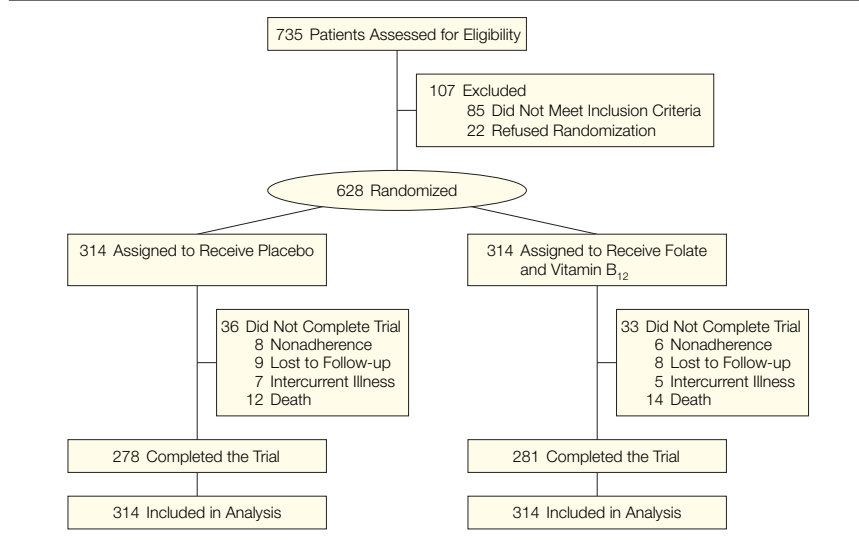 735 Patients Assessed for Eligibility
107 Excluded
85 Did Not Meet Inclusion Criteria
22 Refused Randomization
628 Randomized
314 Assigned to Receive Placebo
314 Assigned to Receive Folate
and Vitamin B12
36 Did Not Complete Trial
8 Nonadherence
9 Lost to Follow-up
7 Intercurrent Illness
12 Death
33 Did Not Complete Trial
6 Nonadherence
8 Lost to Follow-up
5 Intercurrent Illness
14 Death
278 Completed the Trial
281 Completed the Trial
314 Included in Analysis
314 Included in Analysis